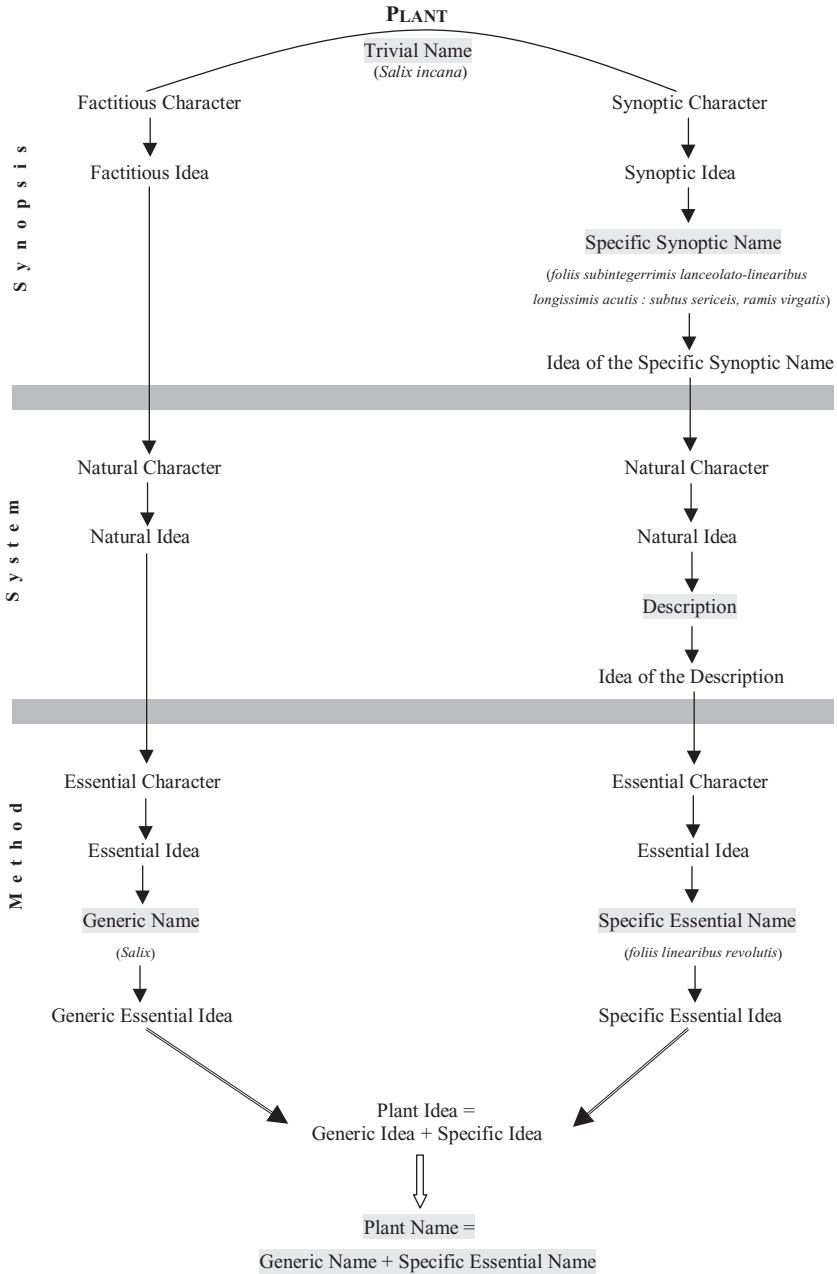 PLANT
Trivial Name
(Salix incana)
Factitious Character
Synoptic Character
Factitious Idea
Synoptic Idea
Specific Synoptic Name
(foliis subintegerrimis lanceolato-linearibus
longissimis acutis : subtus sericeis, ramis virgatis)
Idea of the Specific Synoptic Name
Synopsis
Natural Character
Natural Character
Natural Idea
Natural Idea
Description
Idea of the Description
System
Essential Character
Essential Character
Essential Idea
Essential Idea
Generic Name
Specific Essential Name
(Salix)
(foliis linearibus revolutis)
Generic Essential Idea
Specific Essential Idea
Method
Plant Idea =
Generic Idea + Specific Idea
Plant Name =
Generic Name + Specific Essential Name